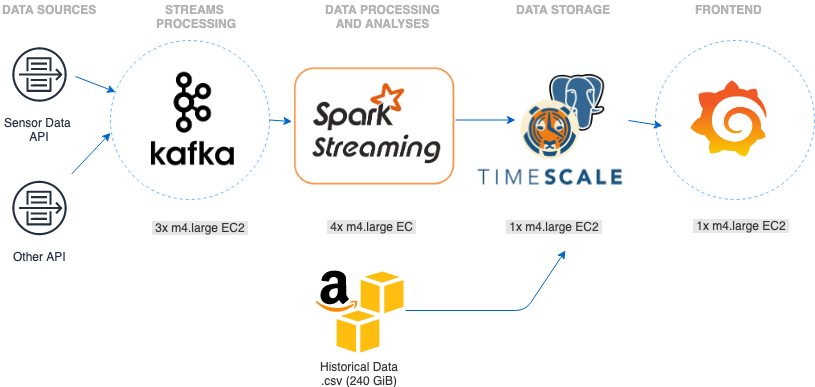 DATA SOURCES
STREAMS
PROCESSING
DATA PROCESSING
AND ANALYSES
DATA STORAGE
FRONTEND
Sensor Data
API
Other API
kafka
Spark
Streaming
TIMESCALE
3x m4.large EC2
4x m4.large EC
1x m4.large EC2
1x m4.large EC2
a
Historical Data
.csv (240 GiB)